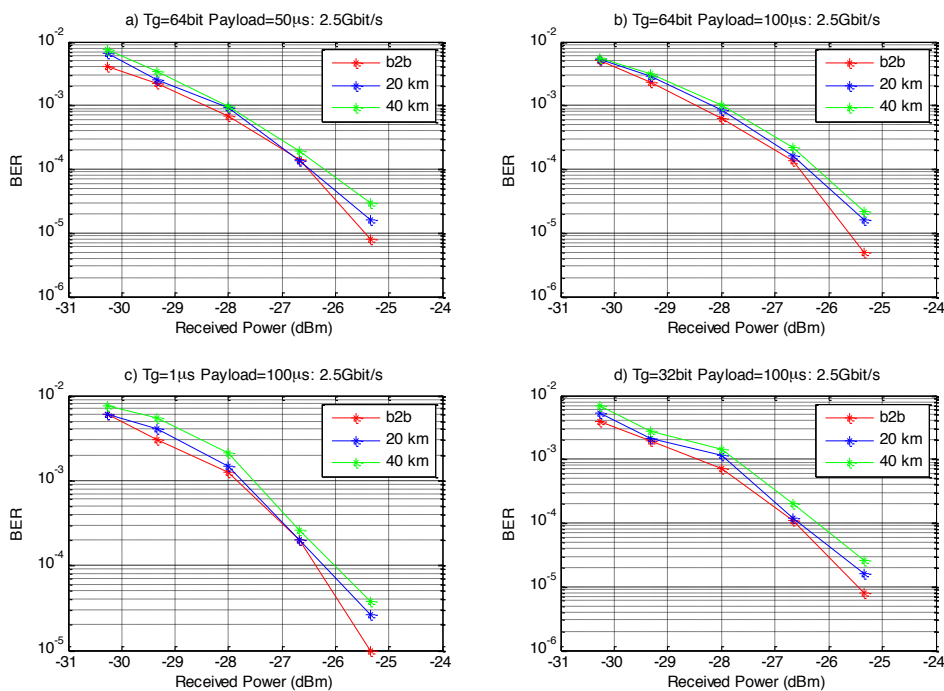 a) Tg=64bit Payload=50μs: 2.5Gbit/s
10^-2
10^-3
10^-4
10^-5
10^-6
BER
b2b
20 km
40 km
-31 -30 -29 -28 -27 -26 -25 -24
Received Power (dBm)
b) Tg=64bit Payload=100μs: 2.5Gbit/s
10^-2
10^-3
10^-4
10^-5
10^-6
BER
b2b
20 km
40 km
-31 -30 -29 -28 -27 -26 -25 -24
Received Power (dBm)
c) Tg=1μs Payload=100μs: 2.5Gbit/s
10^-2
10^-3
10^-4
10^-5
BER
b2b
20 km
40 km
-31 -30 -29 -28 -27 -26 -25 -24
Received Power (dBm)
d) Tg=32bit Payload=100μs: 2.5Gbit/s
10^-2
10^-3
10^-4
10^-5
10^-6
BER
b2b
20 km
40 km
-31 -30 -29 -28 -27 -26 -25 -24
Received Power (dBm)